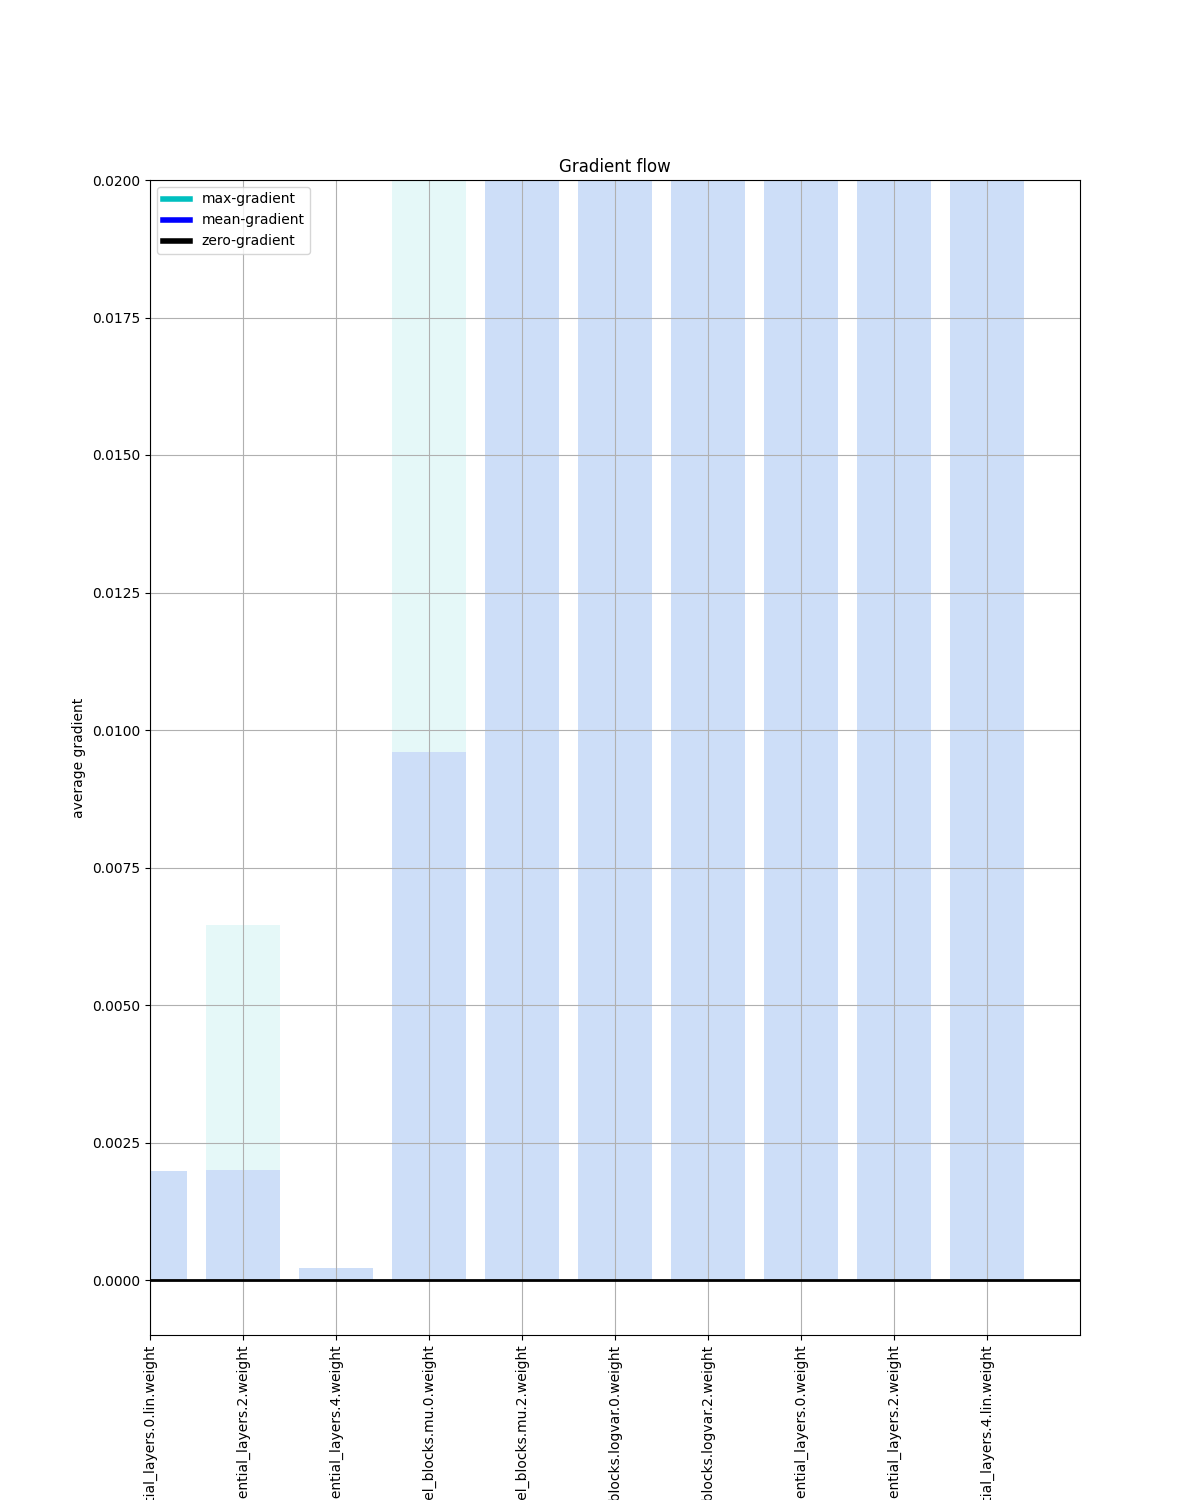 Gradient flow
max-gradient
mean-gradient
zero-gradient
0.0200
0.0175
0.0150
0.0125
0.0100
0.0075
0.0050
0.0025
0.0000
average gradient
tial_layers.0.lin.weight
ential_layers.2.weight
ential_layers.4.weight
el_blocks.mu.0.weight
el_blocks.mu.2.weight
blocks.logvar.0.weight
blocks.logvar.2.weight
ential_layers.0.weight
ential_layers.2.weight
tial_layers.4.lin.weight